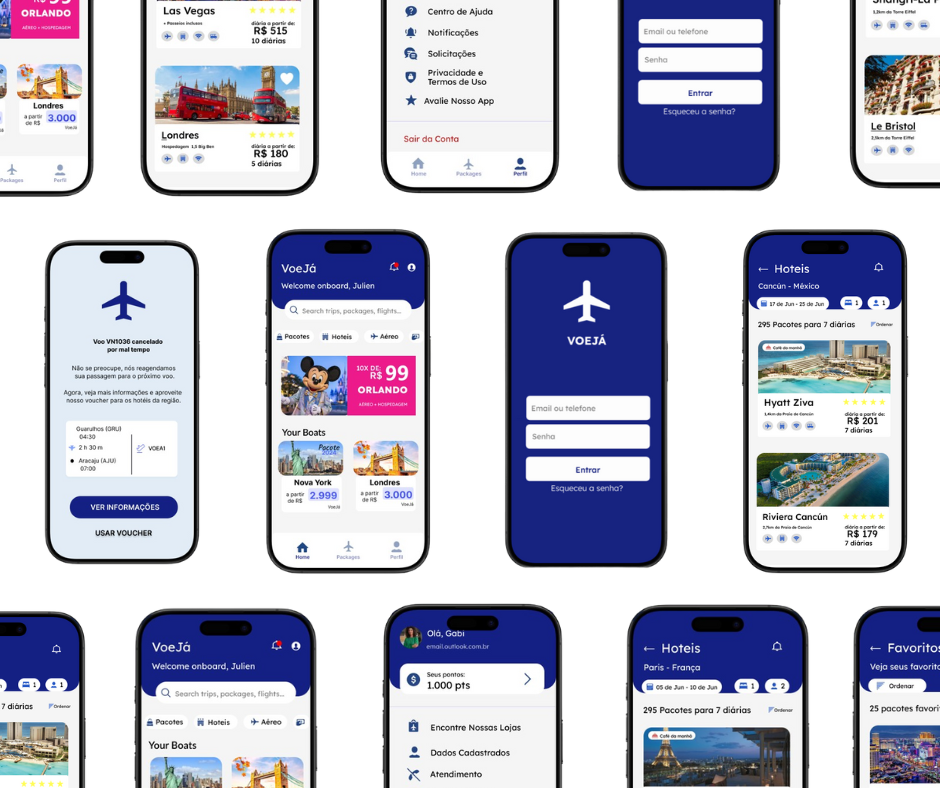 ORLANDO
AÉREO + HOSPEDAGEM
Londres
a partir
de R$
3.000
VoeJá
Packages
Perfil
Las Vegas
+ Passeios inclusos
diária a partir de:
R$ 515
10 diárias
Londres
Hospedagem 1,0 Big Ben
diária a partir de:
R$ 180
5 diárias
Centro de Ajuda
Notificações
Solicitações
Privacidade e
Termos de Uso
Avalie Nosso App
Sair da Conta
Home
Packages
Perfil
Email ou telefone
Senha
Entrar
Esqueceu a senha?
1,2km da Torre Eiffel
Le Bristol
2,5km da Torre Eiffel
Voo VN1036 cancelado
por mal tempo
Não se preocupe, nós reagendamos
sua passagem para o próximo voo.
Agora, veja mais informações e aproveite
nosso voucher para os hotéis da região.
Guarulhos (GRU)
04:30
2 h 30 m
VOEA1
Aracaju (AJU)
07:00
VER INFORMAÇÕES
USAR VOUCHER
VoeJá
Welcome onboard, Julien
Search trips, packages, flights...
Pacotes
Hoteis
Aéreo
10X DE:
R$ 99
ORLANDO
AÉREO + HOSPEDAGEM
Your Boats
Pacote
2024
Nova York
a partir
de R$
2.999
VoeJá
Londres
a partir
de R$
3.000
VoeJá
Home
Packages
Perfil
VOEJÁ
Email ou telefone
Senha
Entrar
Esqueceu a senha?
← Hoteis
Cancún - México
17 de Jun - 25 de Jun
1
1
295 Pacotes para 7 diárias
Ordenar
Café da manhã
Hyatt Ziva
1,4km da Praia de Cancún
diária a partir de:
R$ 201
7 diárias
Riviera Cancún
2,7km da Praia de Cancún
diária a partir de:
R$ 179
7 diárias
1
1
7 diárias
Ordenar
VoeJá
Welcome onboard, Julien
Search trips, packages, flights...
Pacotes
Hoteis
Aéreo
Your Boats
Olá, Gabi
email.outlook.com.br
Seus pontos:
1.000 pts
Encontre Nossas Lojas
Dados Cadastrados
Atendimento
← Hoteis
Paris - França
05 de Jun - 10 de Jun
1
2
295 Pacotes para 7 diárias
Ordenar
Café da manhã
← Favoritos
Veja seus favorito
Ordenar
25 pacotes favorit